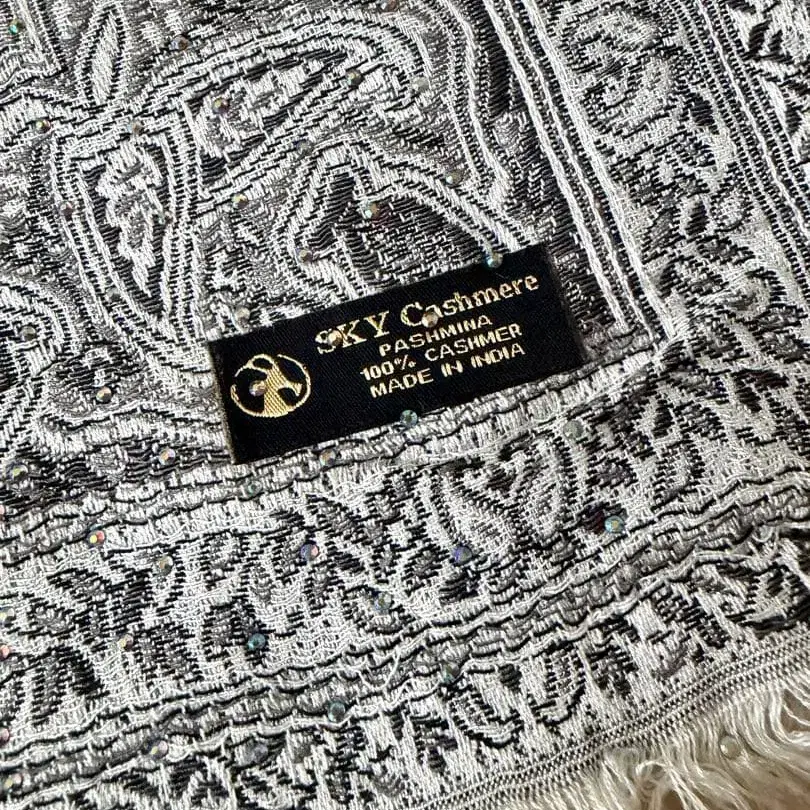 SKY Cashmere
PASHMINA
100% CASHMER
MADE IN INDIA